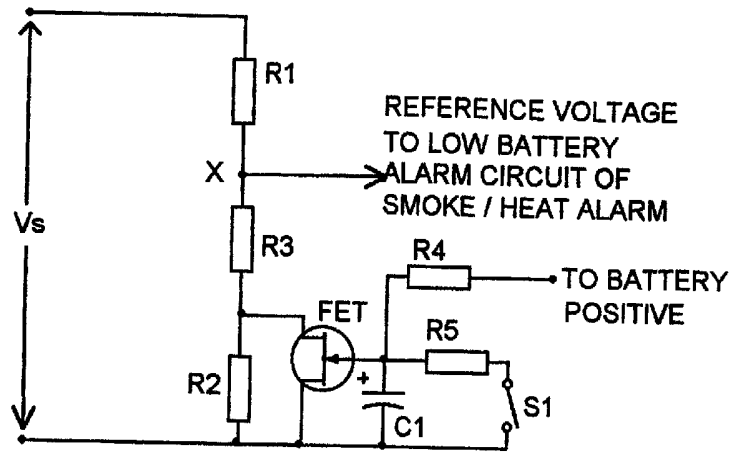 R1
REFERENCE VOLTAGE
TO LOW BATTERY
ALARM CIRCUIT OF
SMOKE / HEAT ALARM
X
Vs
R3
R4
TO BATTERY
POSITIVE
FET
R5
R2
+
C1
S1